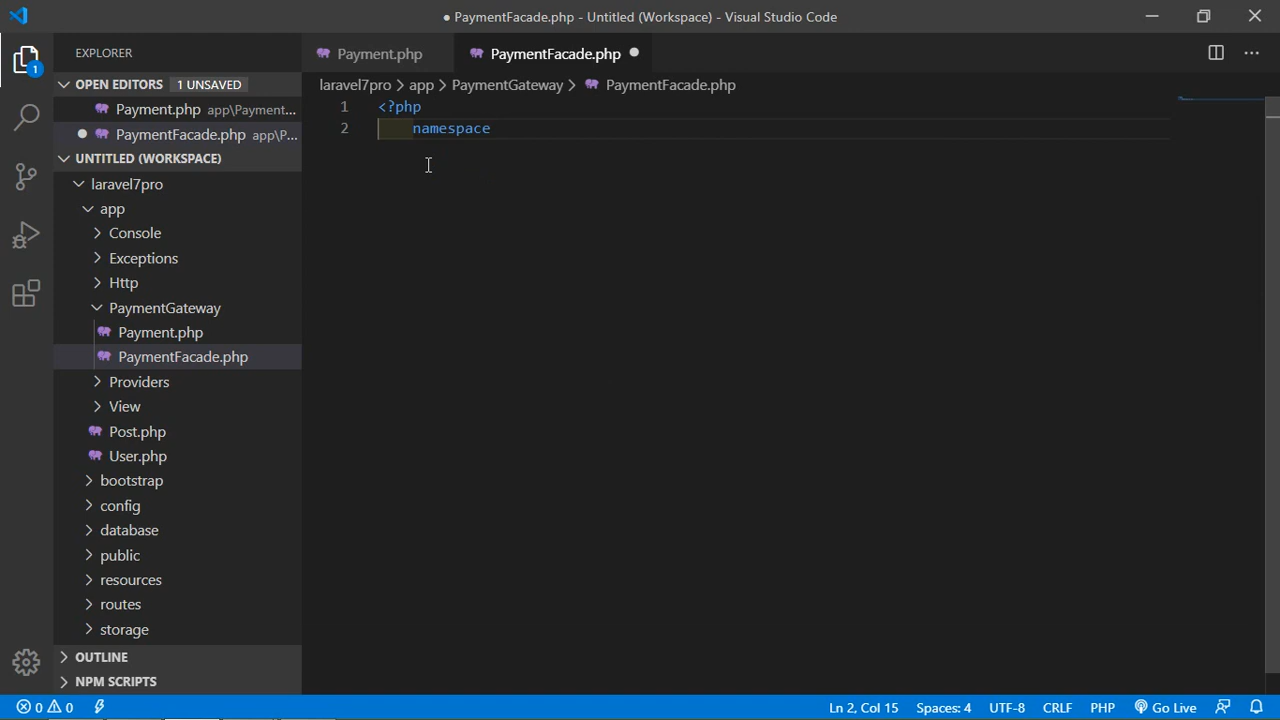 ● PaymentFacade.php - Untitled (Workspace) - Visual Studio Code
EXPLORER
Payment.php
PaymentFacade.php
OPEN EDITORS
1 UNSAVED
laravel7pro > app > PaymentGateway > PaymentFacade.php
Payment.php app\Payment...
PaymentFacade.php app\P...
UNTITLED (WORKSPACE)
laravel7pro
app
Console
Exceptions
Http
PaymentGateway
Payment.php
PaymentFacade.php
Providers
View
Post.php
User.php
bootstrap
config
database
public
resources
routes
storage
OUTLINE
NPM SCRIPTS
1 <?php
2 namespace
1
0 0
Ln 2, Col 15
Spaces: 4
UTF-8
CRLF
PHP
Go Live